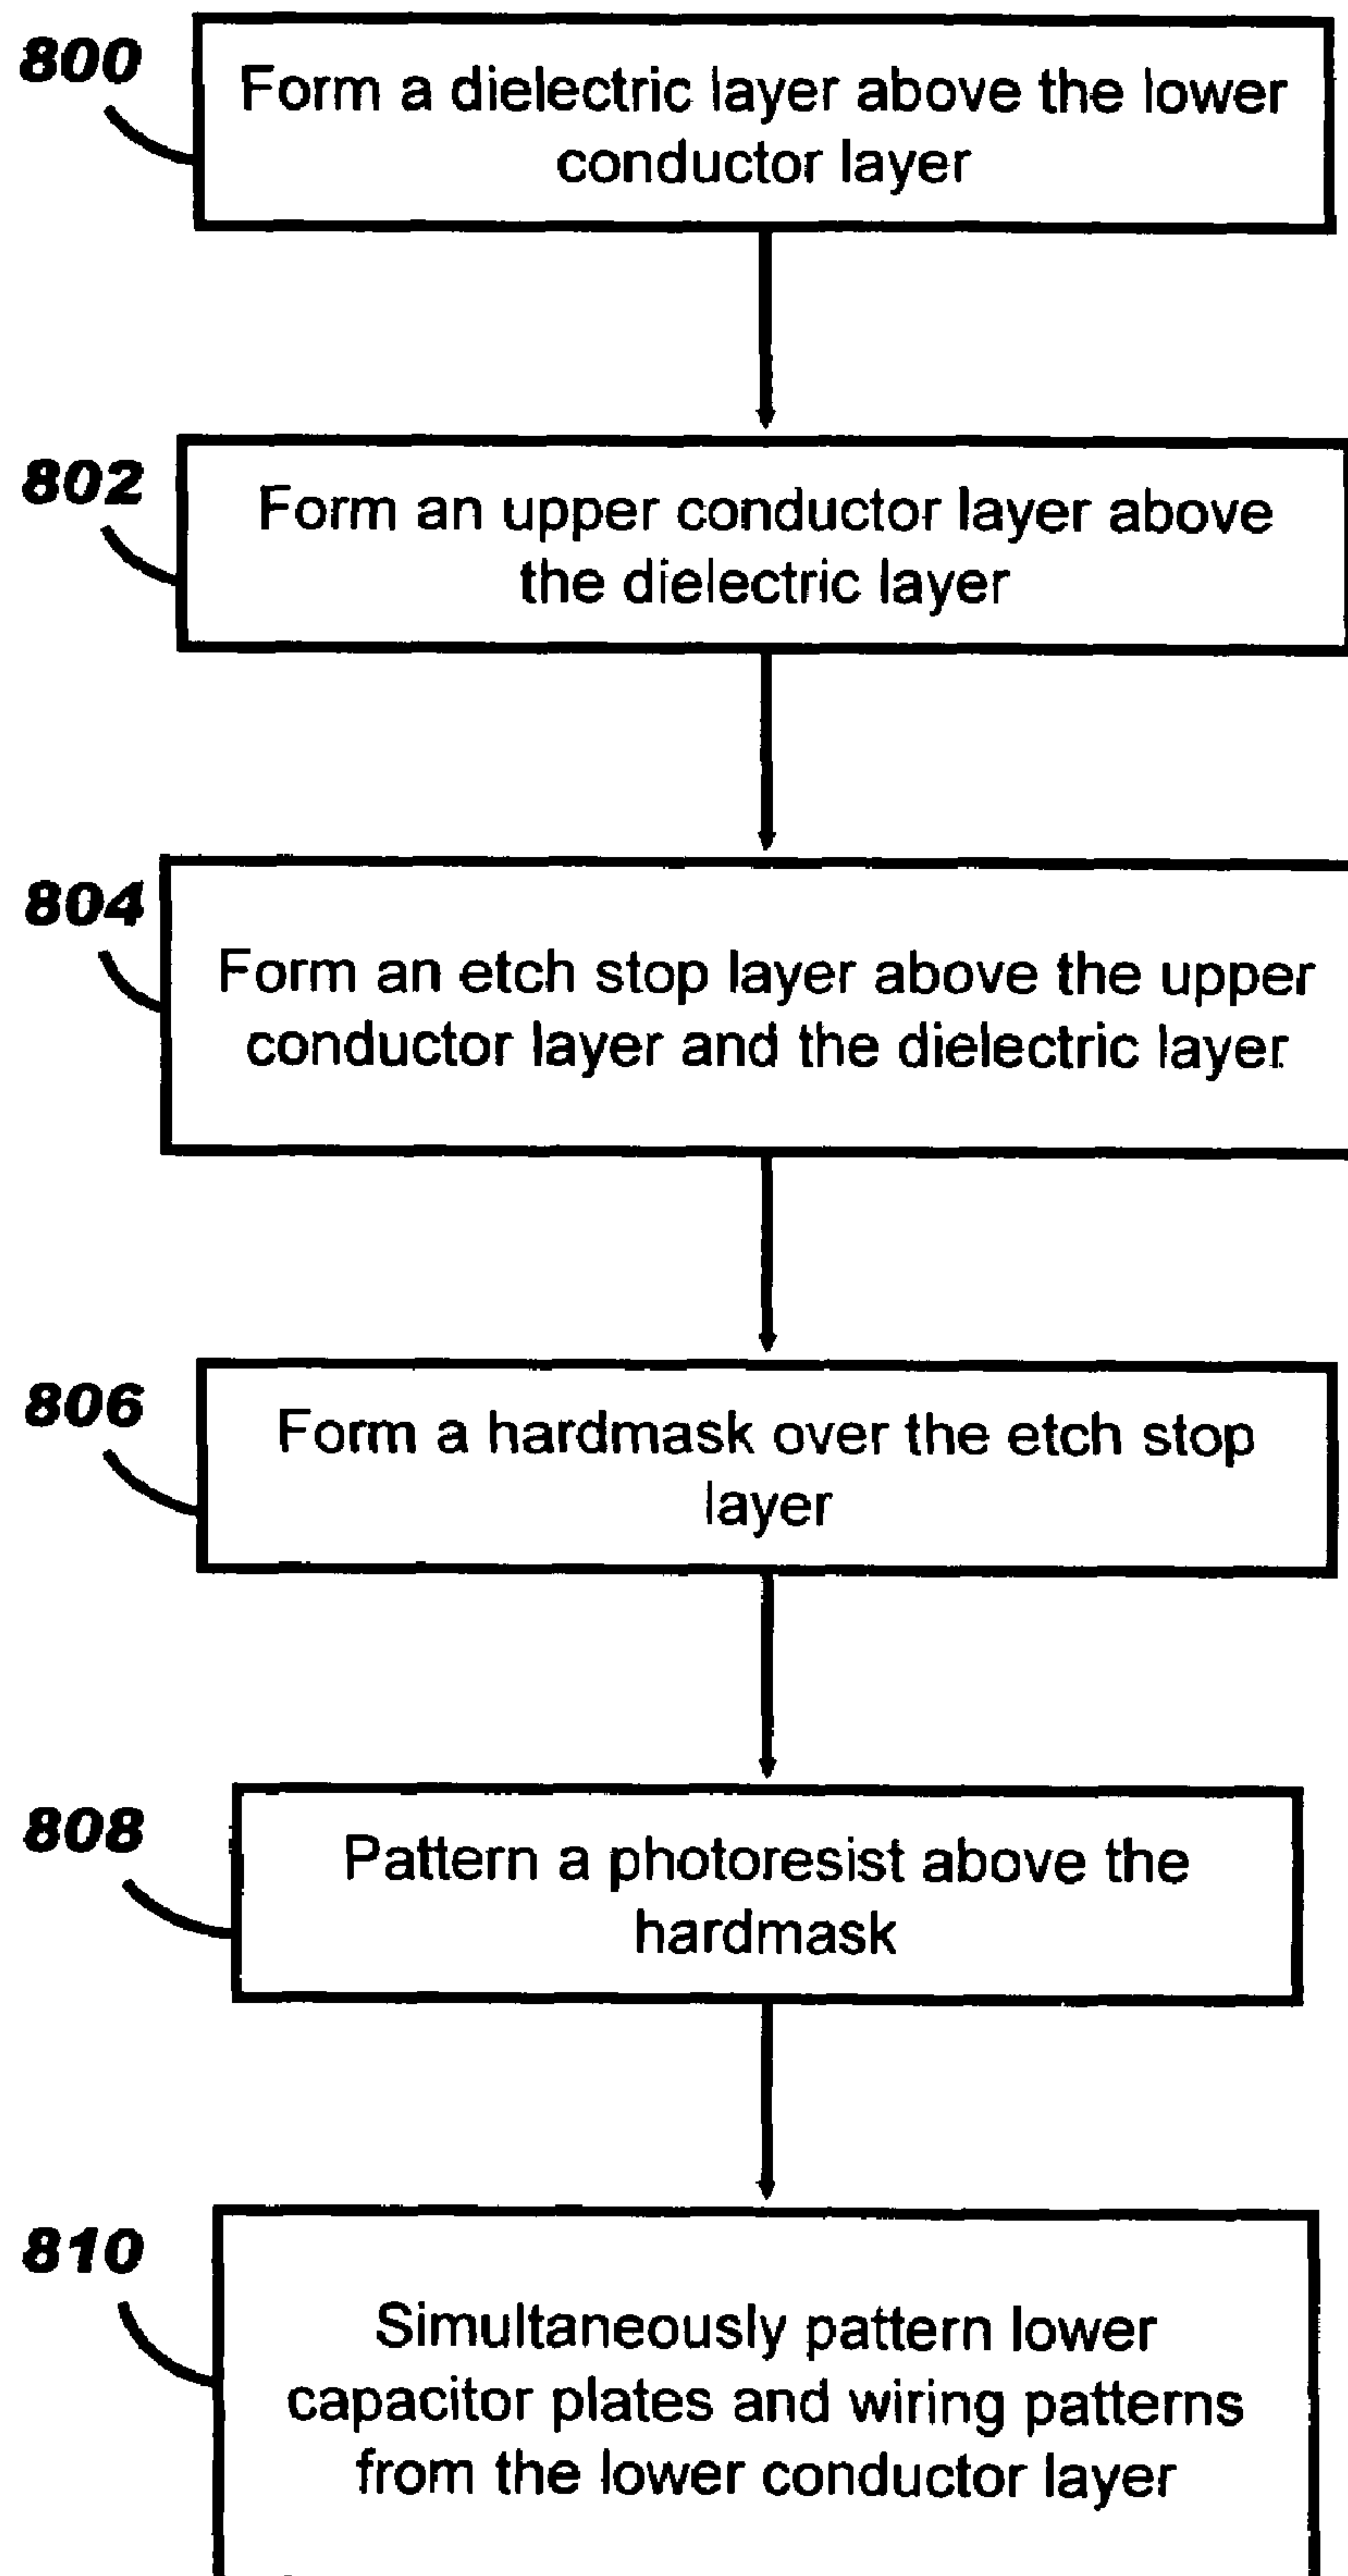 800
Form a dielectric layer above the lower
conductor layer
802
Form an upper conductor layer above
the dielectric layer
804
Form an etch stop layer above the upper
conductor layer and the dielectric layer
806
Form a hardmask over the etch stop
layer
808
Pattern a photoresist above the
hardmask
810
Simultaneously pattern lower
capacitor plates and wiring patterns
from the lower conductor layer